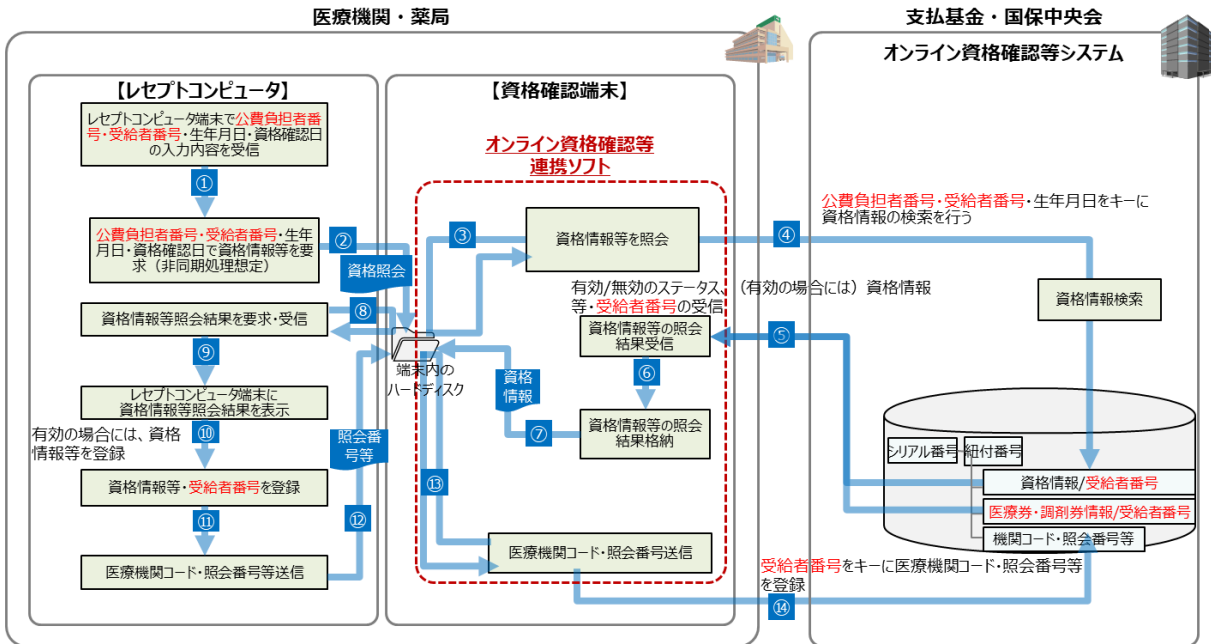 医療機関・薬局
支払基金・国保中央会
オンライン資格確認等システム
【レセプトコンピュータ】
【資格確認端末】
レセプトコンピュータ端末で公費負担者番
号・受給者番号・生年月日・資格確認日
の入力内容を受信
①
公費負担者番号・受給者番号・生年
月日・資格確認日で資格情報等を要
求（非同期処理想定）
②
資格照会
資格情報等照会結果を要求・受信
⑧
⑨
レセプトコンピュータ端末に
資格情報等照会結果を表示
有効の場合には、資格
情報等を登録
⑩
資格情報等・受給者番号を登録
⑪
医療機関コード・照会番号等送信
照会番
号等
⑫
オンライン資格確認等
連携ソフト
③
資格情報等を照会
④
公費負担者番号・受給者番号・生年月日をキーに
資格情報の検索を行う
有効/無効のステータス、（有効の場合には）資格情報
等・受給者番号の受信
資格情報等の照会
結果受信
⑤
⑥
資格情報等の照会
結果格納
⑦
資格
情報
端末内の
ハードディスク
⑬
医療機関コード・照会番号送信
資格情報検索
シリアル番号
紐付番号
資格情報/受給者番号
医療券・調剤券情報/受給者番号
機関コード・照会番号等
受給者番号をキーに医療機関コード・照会番号等
を登録
⑭